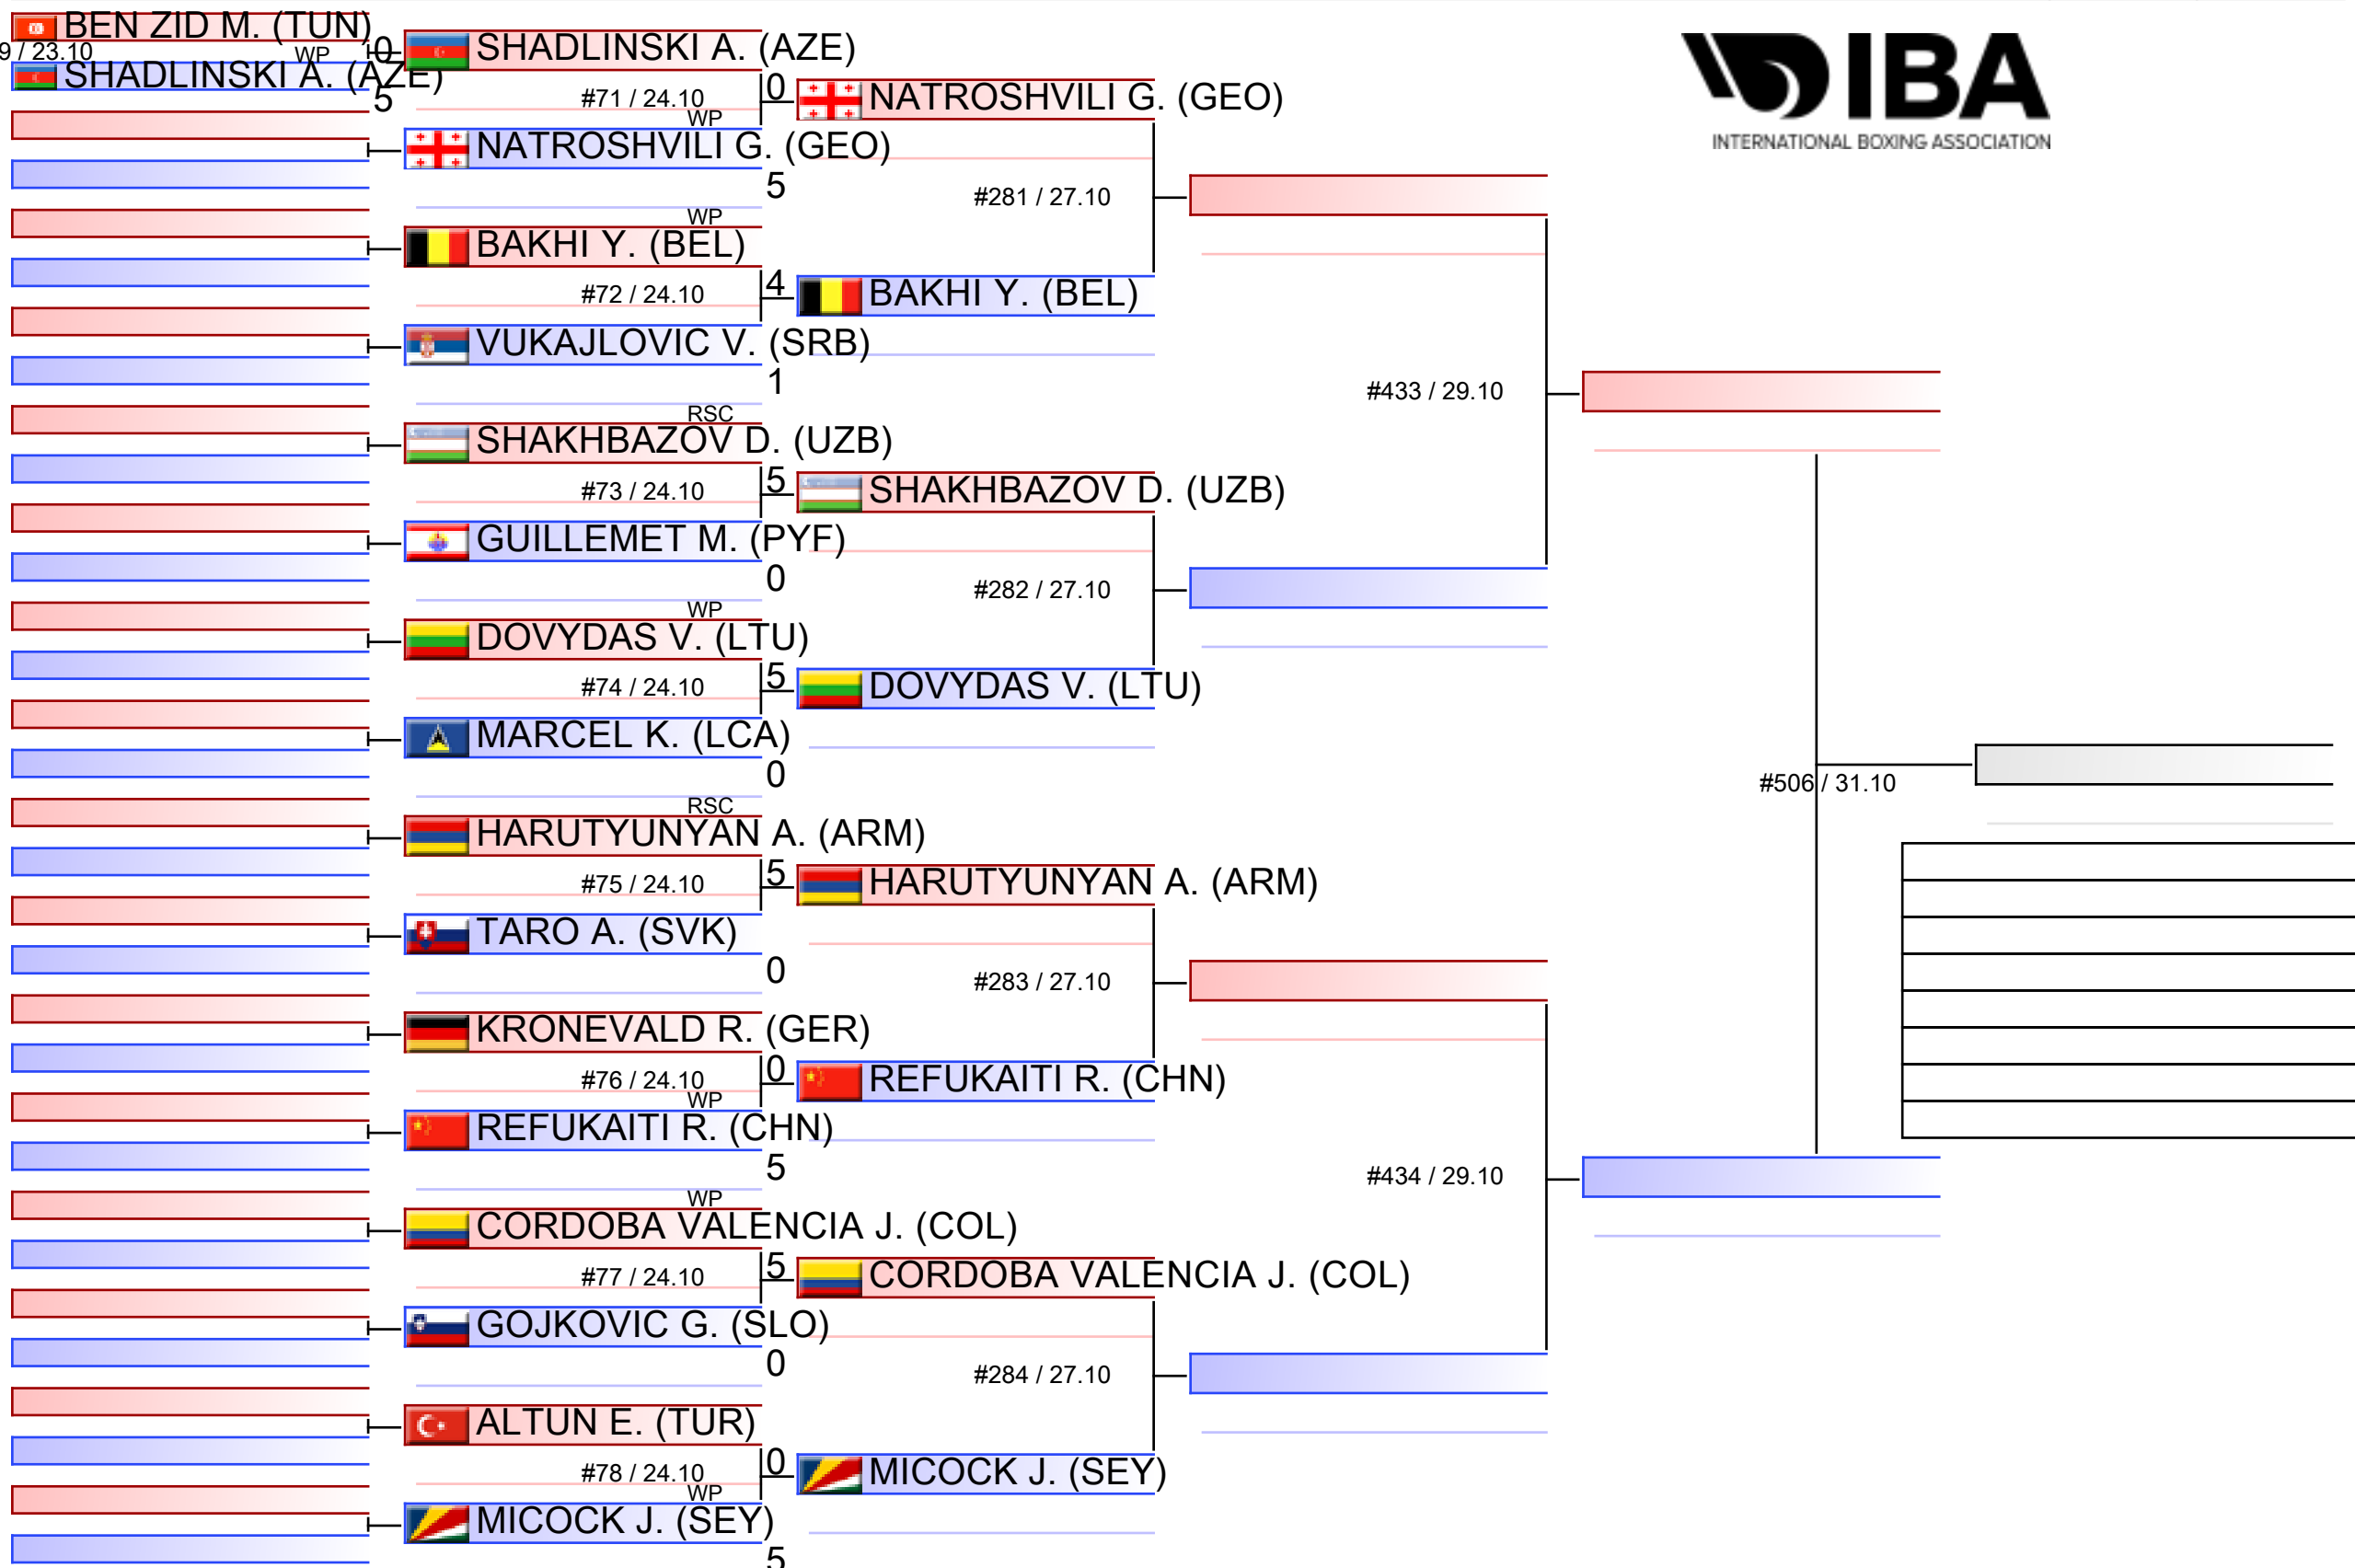 BEN ZID M. (TUN)
9 / 23.10
WP
0
SHADLINSKI A. (AZE)
5
SHADLINSKI A. (AZE)
#71 / 24.10
0
WP
NATROSHVILI G. (GEO)
5
WP
BAKHI Y. (BEL)
#72 / 24.10
4
VUKAJLOVIC V. (SRB)
1
RSC
SHAKHBAZOV D. (UZB)
#73 / 24.10
5
GUILLEMET M. (PYF)
0
WP
DOVYDAS V. (LTU)
#74 / 24.10
5
MARCEL K. (LCA)
0
RSC
HARUTYUNYAN A. (ARM)
#75 / 24.10
5
TARO A. (SVK)
0
KRONEVALD R. (GER)
#76 / 24.10
0
WP
REFUKAITI R. (CHN)
5
WP
CORDOBA VALENCIA J. (COL)
#77 / 24.10
5
GOJKOVIC G. (SLO)
0
ALTUN E. (TUR)
#78 / 24.10
0
WP
MICOCK J. (SEY)
5
NATROSHVILI G. (GEO)
#281 / 27.10
BAKHI Y. (BEL)
SHAKHBAZOV D. (UZB)
#282 / 27.10
DOVYDAS V. (LTU)
HARUTYUNYAN A. (ARM)
#283 / 27.10
REFUKAITI R. (CHN)
CORDOBA VALENCIA J. (COL)
#284 / 27.10
MICOCK J. (SEY)
#433 / 29.10
#434 / 29.10
#506 / 31.10
IBA
INTERNATIONAL BOXING ASSOCIATION